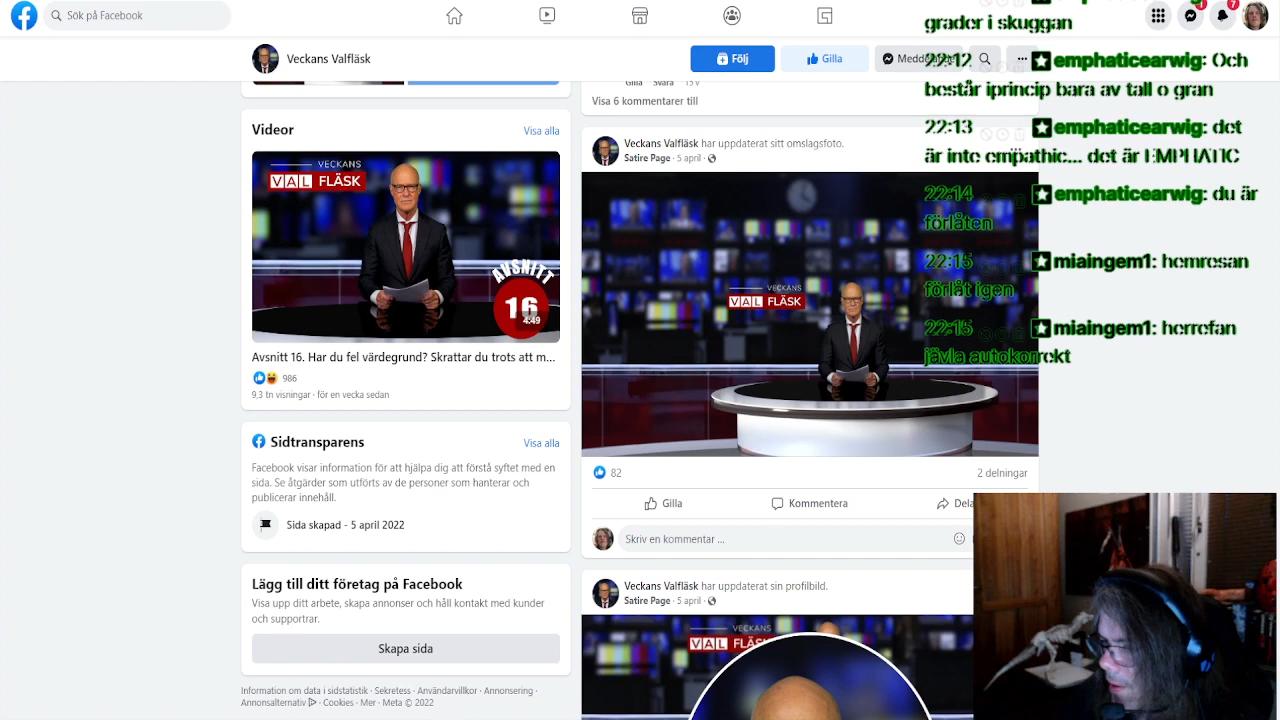 Sök på Facebook
7
Veckans Valfläsk
Följ
Gilla
Medd
Gilla Svara 15 v
Visa 6 kommentarer till
Videor
Visa alla
VECKANS
VAL FLÄSK
AVSNITT
16
4:49
Avsnitt 16. Har du fel värdegrund? Skrattar du trots att m...
986
9,3 tn visningar · för en vecka sedan
Sidtransparens
Visa alla
Facebook visar information för att hjälpa dig att förstå syftet med en
sida. Se åtgärder som utförts av de personer som hanterar och
publicerar innehåll.
Sida skapad - 5 april 2022
Lägg till ditt företag på Facebook
Visa upp ditt arbete, skapa annonser och håll kontakt med kunder
och supportrar.
Skapa sida
Information om data i sidstatistik · Sekretess · Användarvillkor · Annonsering ·
Annonsalternativ · Cookies · Mer · Meta © 2022
Veckans Valfläsk har uppdaterat sitt omslagsfoto.
Satire Page · 5 april ·
VECKANS
VAL FLÄSK
82
2 delningar
Gilla
Kommentera
Dela
Skriv en kommentar ...
Veckans Valfläsk har uppdaterat sin profilbild.
Satire Page · 5 april ·
VECKANS
VAL FLÄS
grader i skuggan
22:12 emphaticearwig: Och
består iprincip bara av tall o gran
22:13 emphaticearwig: det
är inte empathic... det är EMPHATIC
22:14 emphaticearwig: du är
förlåten
22:15 miaingem1: hemresan
förlåt igen
22:15 miaingem1: herrefan
jävla autokorrekt